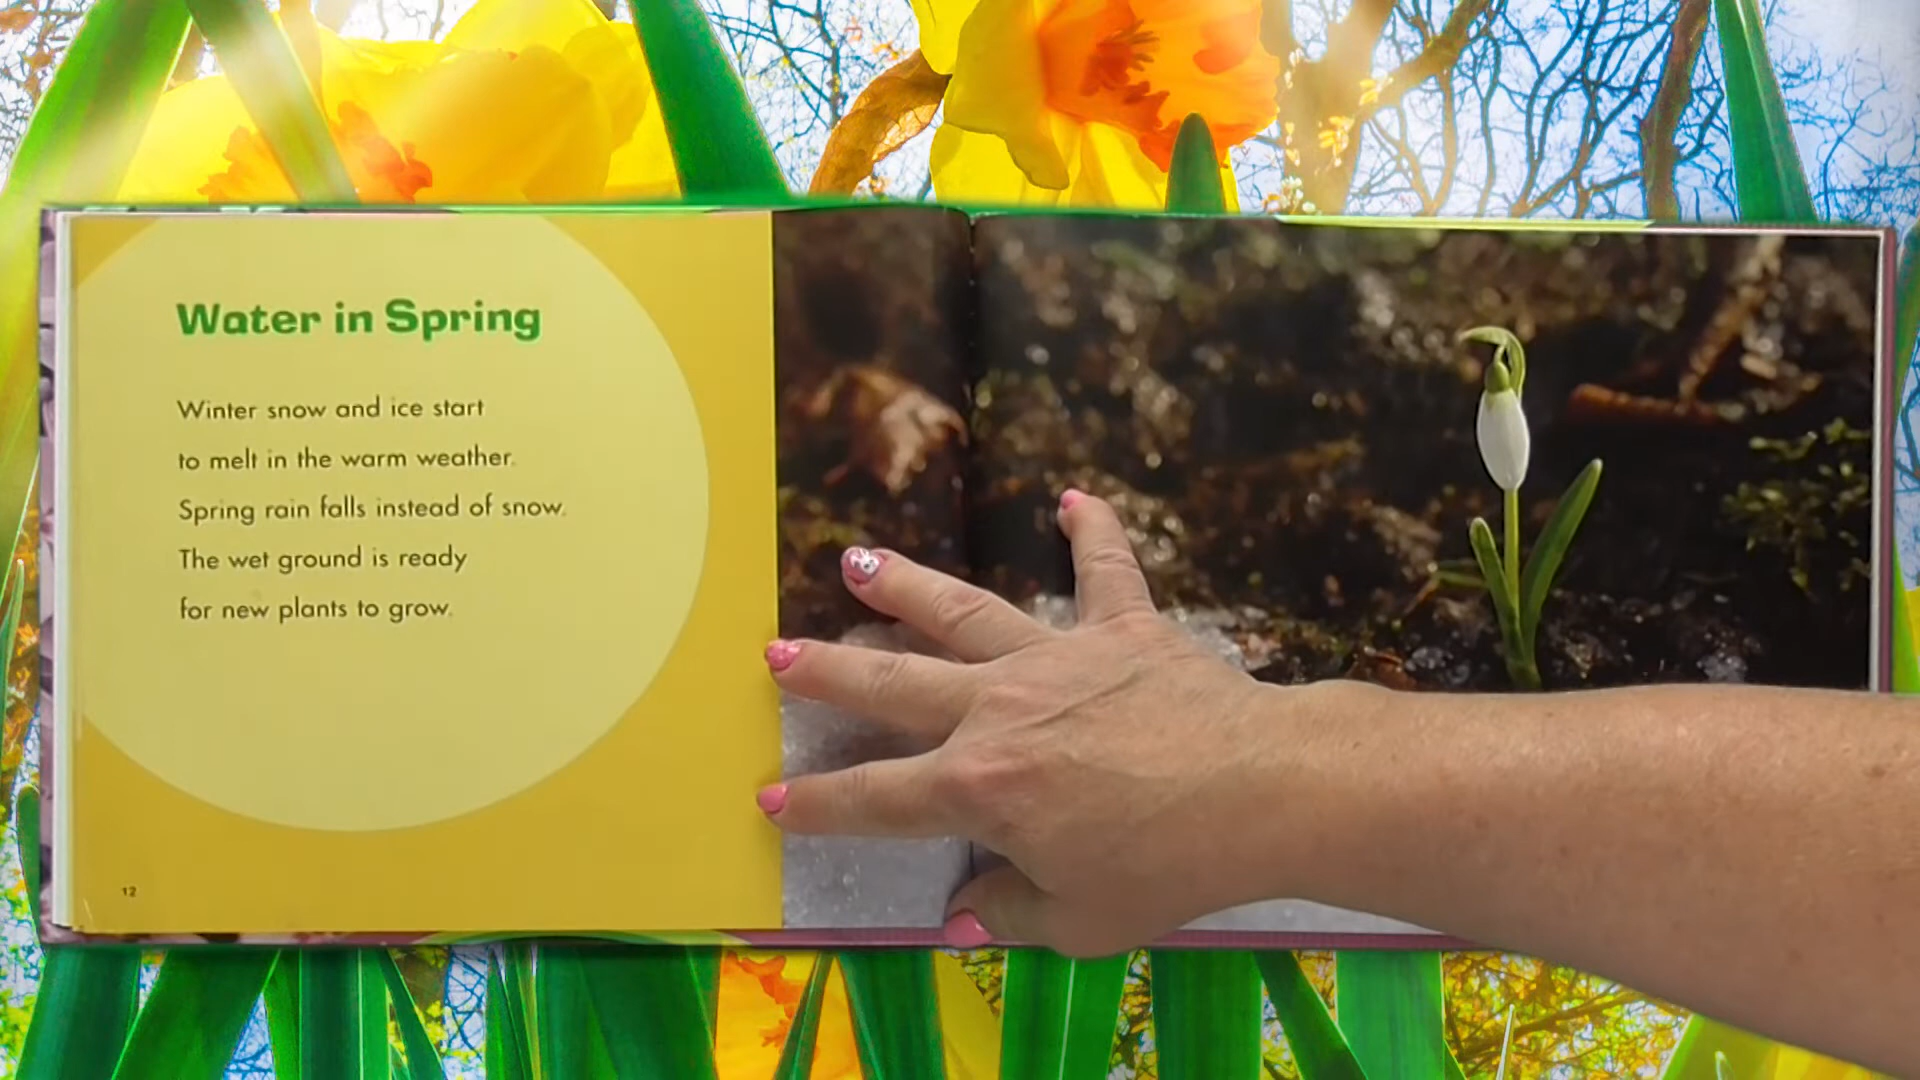 Water in Spring
Winter snow and ice start
to melt in the warm weather.
Spring rain falls instead of snow.
The wet ground is ready
for new plants to grow.
12